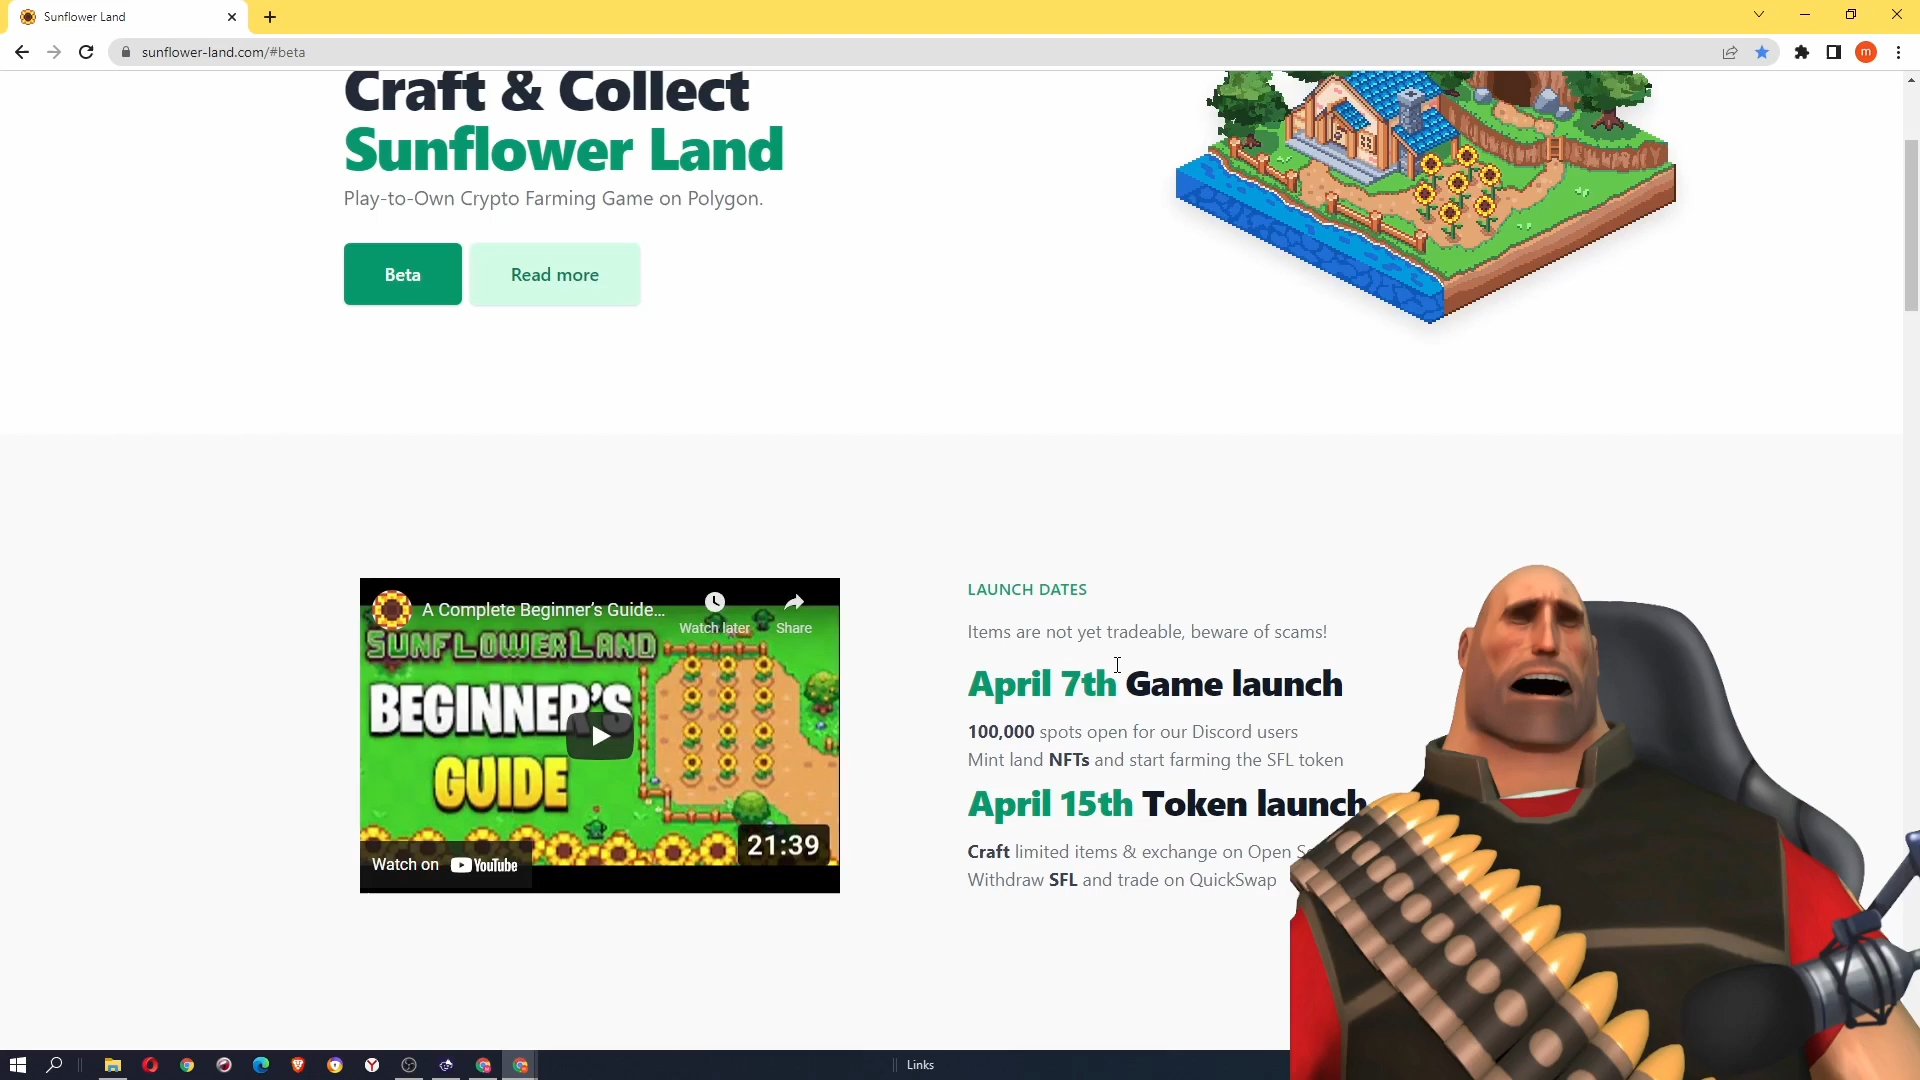 Sunflower Land
sunflower-land.com/#beta
m
Craft & Collect
Sunflower Land
Play-to-Own Crypto Farming Game on Polygon.
Beta
Read more
A Complete Beginner's Guide...
Watch later
Share
SUNFLOWER LAND
BEGINNER'S
GUIDE
21:39
Watch on YouTube
LAUNCH DATES
Items are not yet tradeable, beware of scams!
April 7th Game launch
100,000 spots open for our Discord users
Mint land NFTs and start farming the SFL token
April 15th Token launch
Craft limited items & exchange on Open
Withdraw SFL and trade on QuickSwap
Links